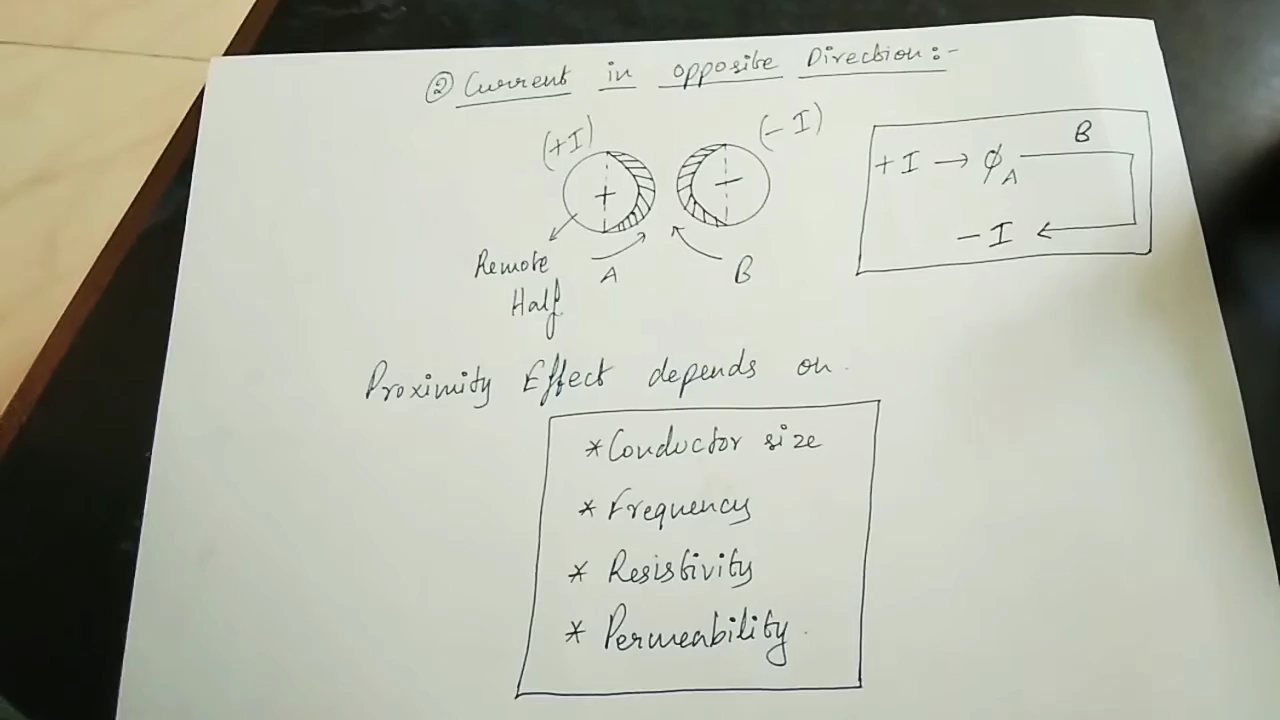 ② Current in opposite Direction:-
(+I) (-I)
+ -
Remote
Half
A B
+I → ϕA B
-I ←
Proximity Effect depends on.
* Conductor size
* Frequency
* Resistivity
* Permeability.